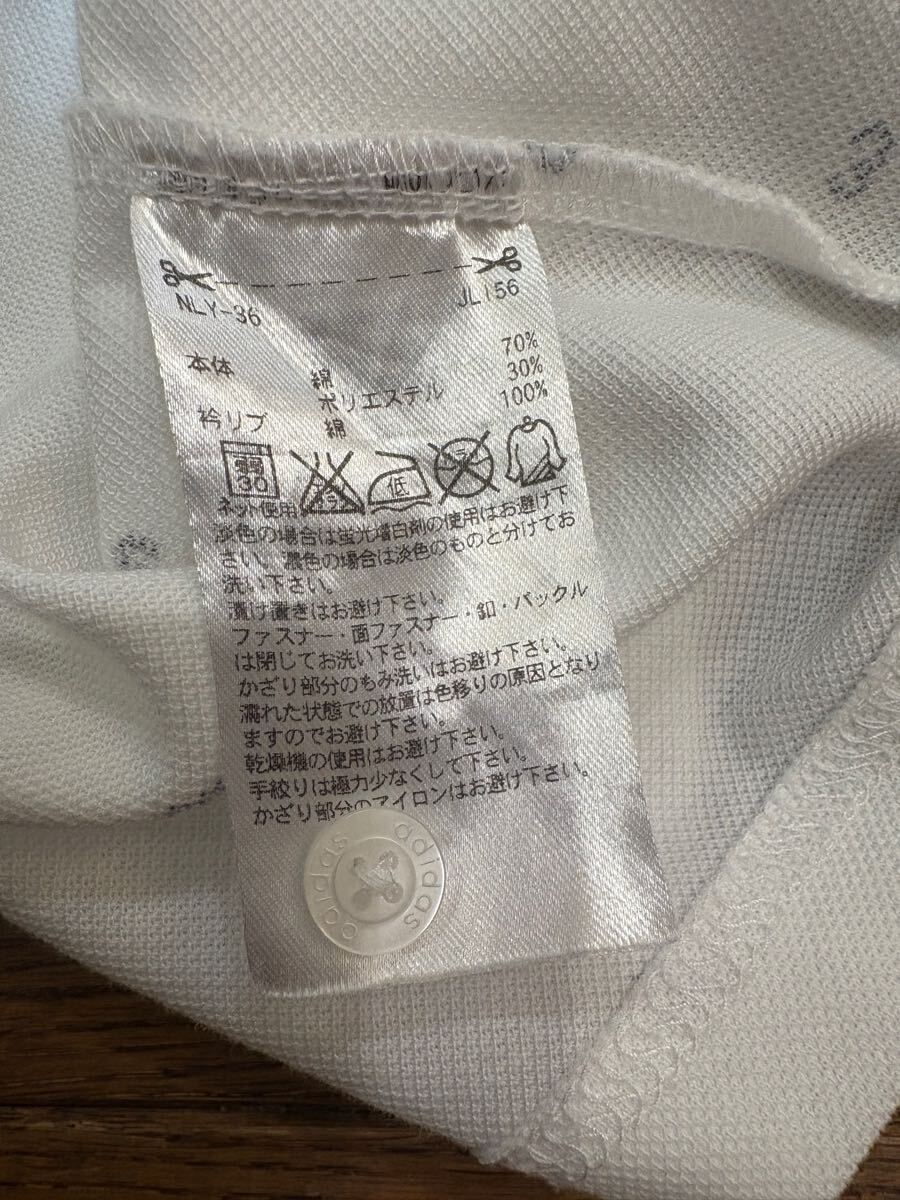 NLY-36 JLI56
本体 綿 70%
ポリエステル 30%
衿リブ 綿 100%
弱
30
低
ネット使用
淡色の場合は蛍光増白剤の使用はお避け下
さい。濃色の場合は淡色のものと分けてお
洗い下さい。
漬け置きはお避け下さい。
ファスナー・面ファスナー・釦・バックル
は閉じてお洗い下さい。
かざり部分のもみ洗いはお避け下さい。
濡れた状態での放置は色移りの原因となり
ますのでお避け下さい。
乾燥機の使用はお避け下さい。
手絞りは極力少なくして下さい。
かざり部分のアイロンはお避け下さい。
adidas
adidas